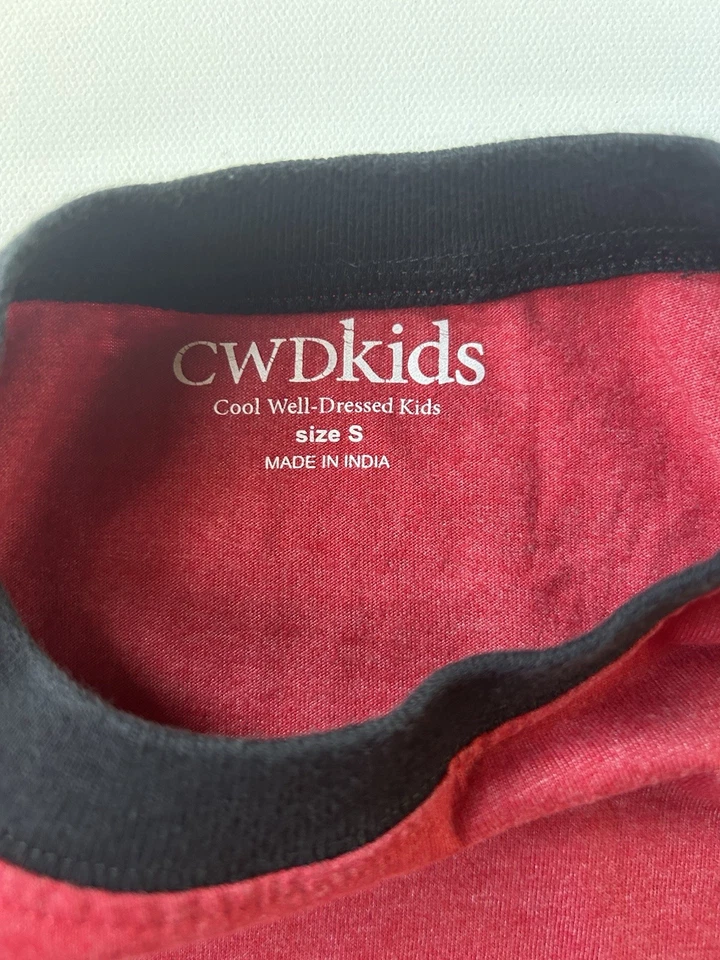 CWDkids
Cool Well-Dressed Kids
size S
MADE IN INDIA